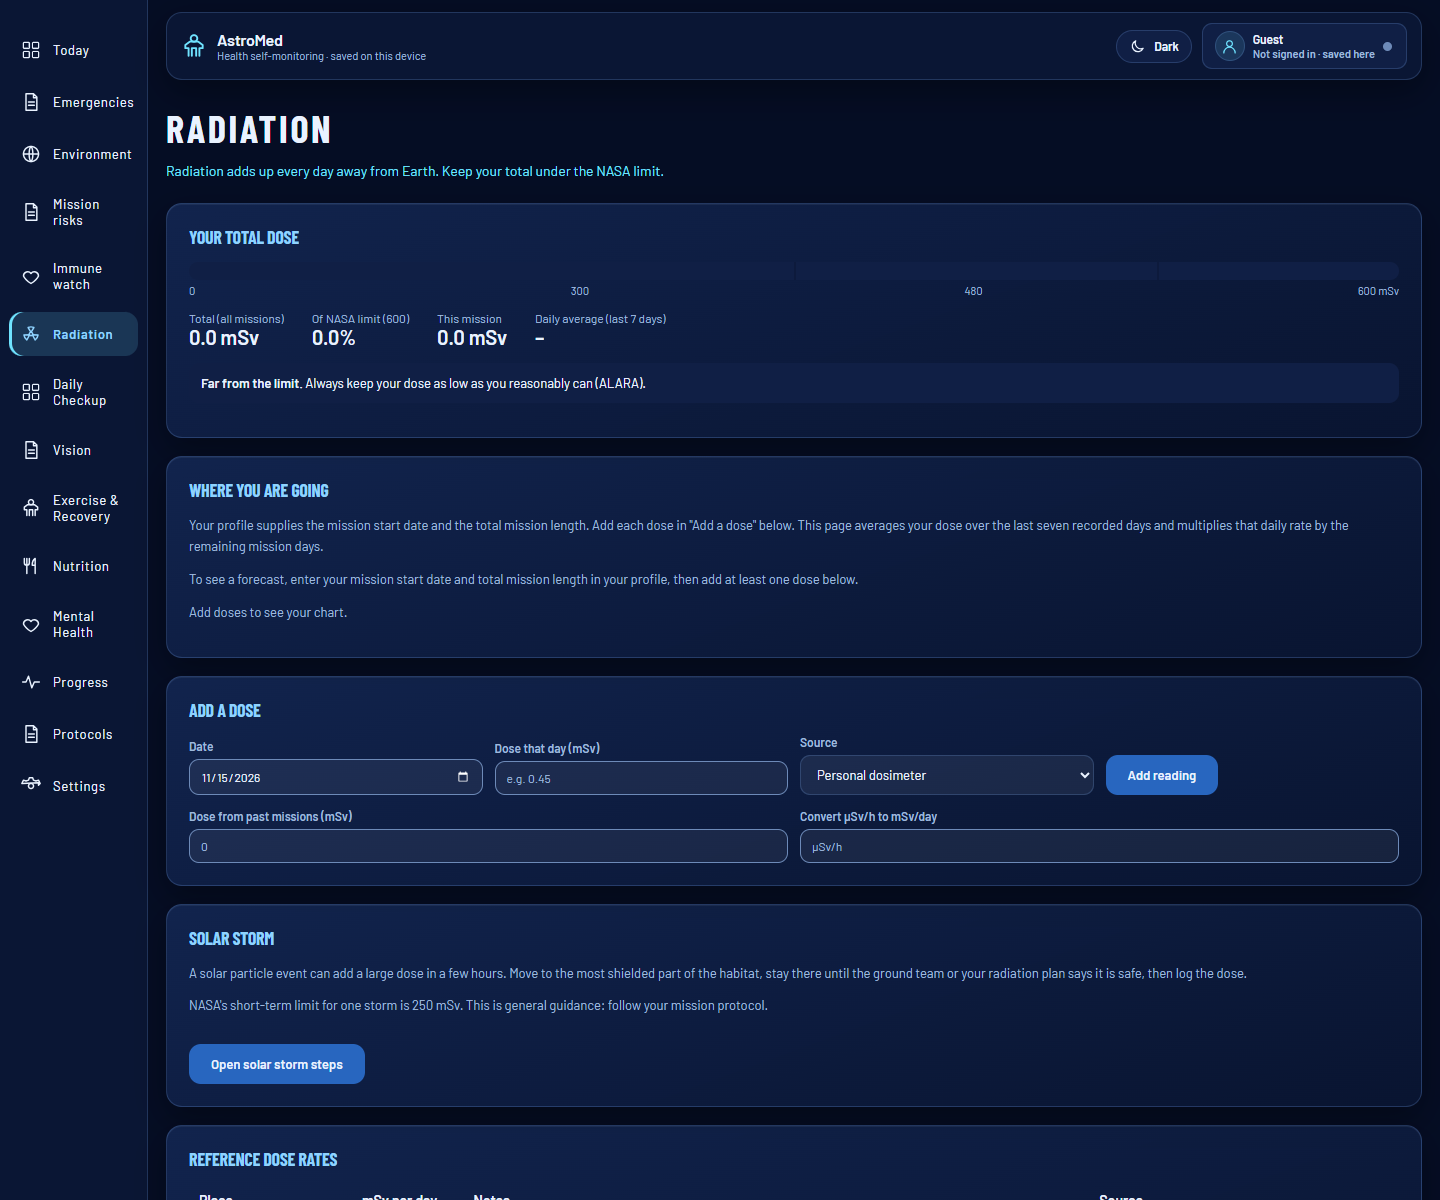 AstroMed
Health self-monitoring · saved on this device
Dark
Guest
Not signed in · saved here
Today
Emergencies
Environment
Mission
risks
Immune
watch
Radiation
Daily
Checkup
Vision
Exercise &
Recovery
Nutrition
Mental
Health
Progress
Protocols
Settings
RADIATION
Radiation adds up every day away from Earth. Keep your total under the NASA limit.
YOUR TOTAL DOSE
0 300 480 600 mSv
Total (all missions) Of NASA limit (600) This mission Daily average (last 7 days)
0.0 mSv 0.0% 0.0 mSv –
Far from the limit. Always keep your dose as low as you reasonably can (ALARA).
WHERE YOU ARE GOING
Your profile supplies the mission start date and the total mission length. Add each dose in "Add a dose" below. This page averages your dose over the last seven recorded days and multiplies that daily rate by the
remaining mission days.
To see a forecast, enter your mission start date and total mission length in your profile, then add at least one dose below.
Add doses to see your chart.
ADD A DOSE
Date Dose that day (mSv) Source
11/15/2026 e.g. 0.45 Personal dosimeter Add reading
Dose from past missions (mSv) Convert µSv/h to mSv/day
0 µSv/h
SOLAR STORM
A solar particle event can add a large dose in a few hours. Move to the most shielded part of the habitat, stay there until the ground team or your radiation plan says it is safe, then log the dose.
NASA's short-term limit for one storm is 250 mSv. This is general guidance: follow your mission protocol.
Open solar storm steps
REFERENCE DOSE RATES
Place mSv per day Notes Source